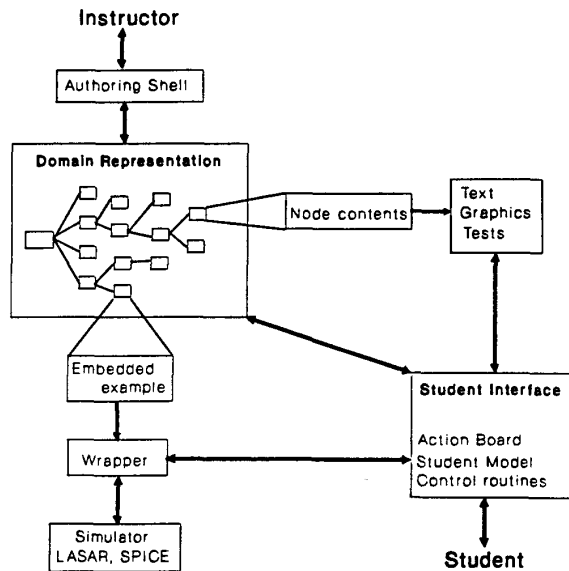 Instructor
Authoring Shell
Domain Representation
Node contents
Text
Graphics
Tests
Embedded
example
Student Interface
Action Board
Student Model
Control routines
Wrapper
Simulator
LASAR, SPICE
Student